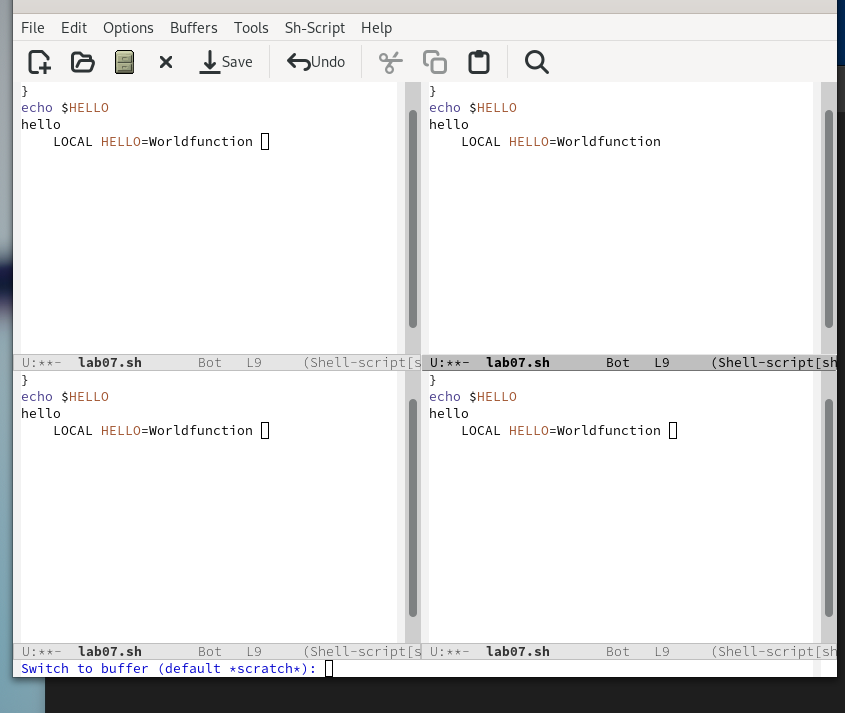 File Edit Options Buffers Tools Sh-Script Help
Save Undo
}
echo $HELLO
hello
LOCAL HELLO=Worldfunction
U:**- lab07.sh Bot L9 (Shell-script[s
}
echo $HELLO
hello
LOCAL HELLO=Worldfunction
U:**- lab07.sh Bot L9 (Shell-script[sh
}
echo $HELLO
hello
LOCAL HELLO=Worldfunction
U:**- lab07.sh Bot L9 (Shell-script[s
}
echo $HELLO
hello
LOCAL HELLO=Worldfunction
U:**- lab07.sh Bot L9 (Shell-script[sh
Switch to buffer (default *scratch*):